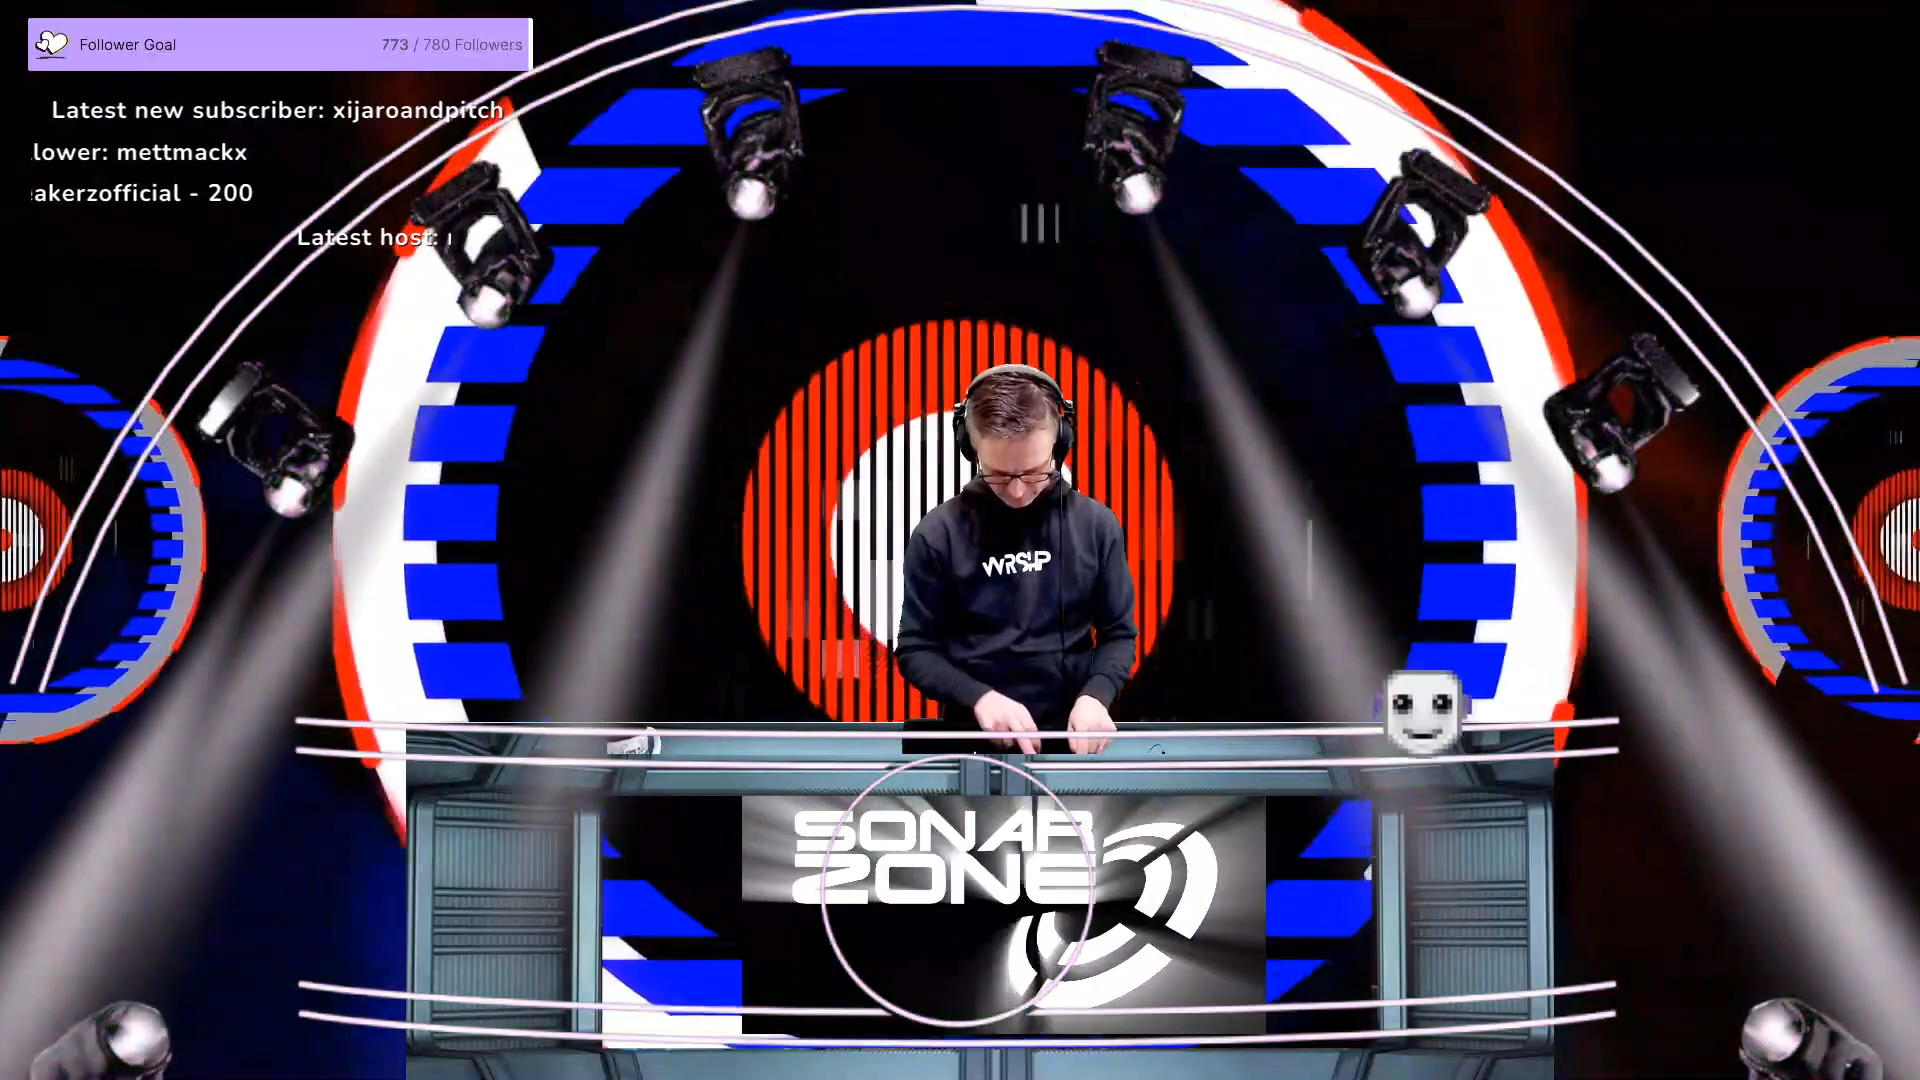 Follower Goal 773 / 780 Followers
Latest new subscriber: xijaroandpitch
lower: mettmackx
akerzofficial - 200
Latest host:
WRSHP
SONAR
ZONE